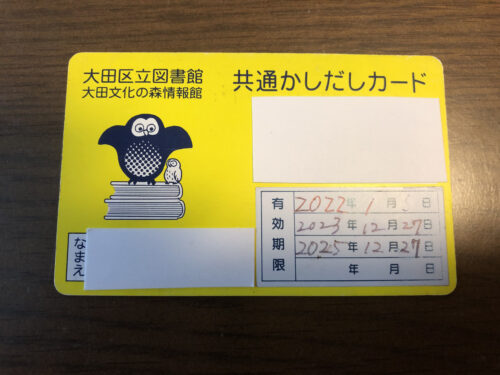 大田区立図書館
大田文化の森情報館
共通かしだしカード
有効期限
2022年1月5日
2023年12月27日
2025年12月27日
年 月 日
なまえ